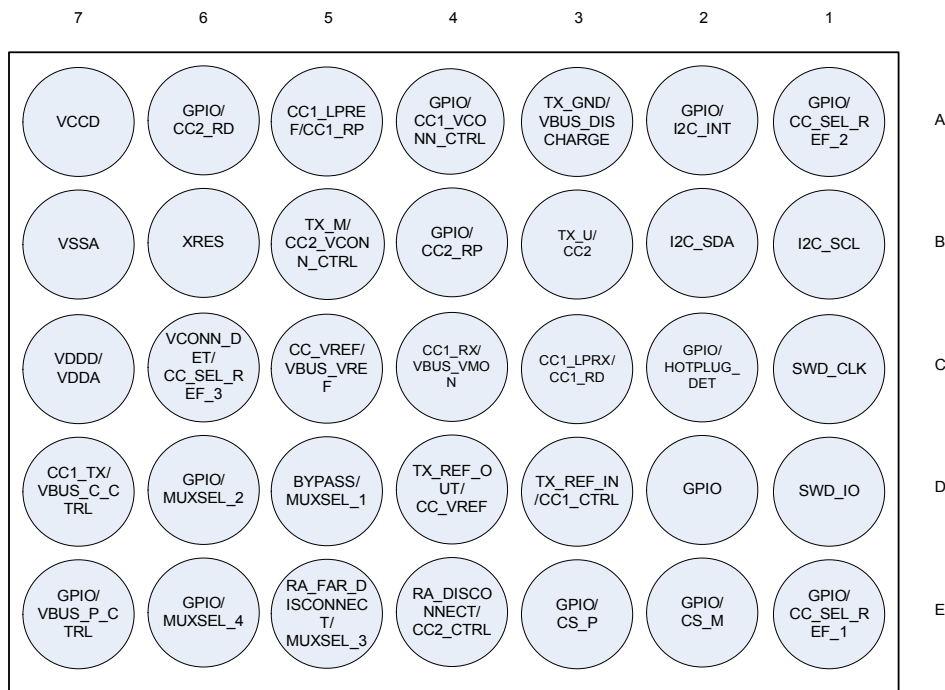 7 6 5 4 3 2 1
VCCD
GPIO/
CC2_RD
CC1_LPRE
F/CC1_RP
GPIO/
CC1_VCO
NN_CTRL
TX_GND/
VBUS_DIS
CHARGE
GPIO/
I2C_INT
GPIO/
CC_SEL_R
EF_2
A
VSSA
XRES
TX_M/
CC2_VCON
N_CTRL
GPIO/
CC2_RP
TX_U/
CC2
I2C_SDA
I2C_SCL
B
VDDD/
VDDA
VCONN_D
ET/
CC_SEL_R
EF_3
CC_VREF/
VBUS_VRE
F
CC1_RX/
VBUS_VMO
N
CC1_LPRX/
CC1_RD
GPIO/
HOTPLUG_
DET
SWD_CLK
C
CC1_TX/
VBUS_C_C
TRL
GPIO/
MUXSEL_2
BYPASS/
MUXSEL_1
TX_REF_O
UT/
CC_VREF
TX_REF_IN
/CC1_CTRL
GPIO
SWD_IO
D
GPIO/
VBUS_P_C
TRL
GPIO/
MUXSEL_4
RA_FAR_D
ISCONNEC
T/
MUXSEL_3
RA_DISCO
NNECT/
CC2_CTRL
GPIO/
CS_P
GPIO/
CS_M
GPIO/
CC_SEL_R
EF_1
E